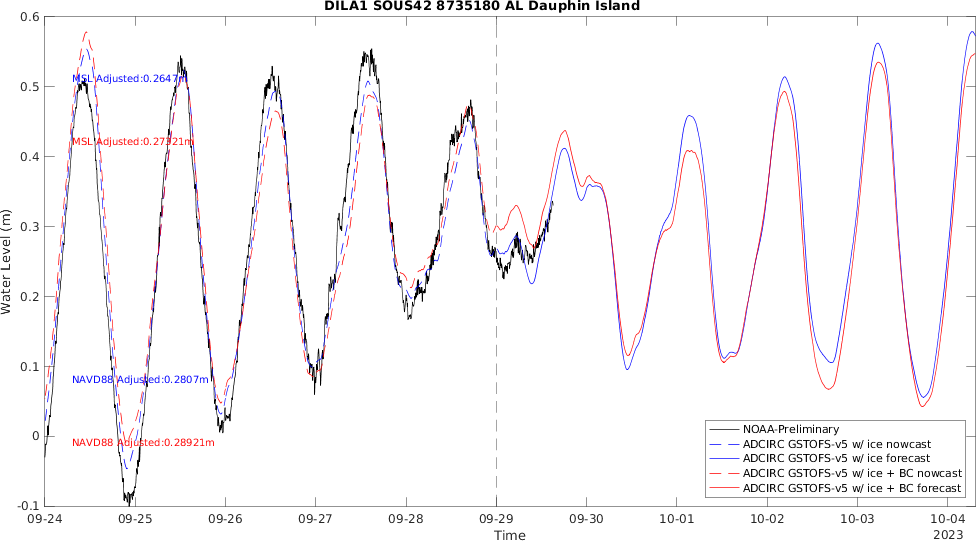 DILA1 SOUS42 8735180 AL Dauphin Island
0.6
0.5
0.4
0.3
0.2
0.1
0
-0.1
Water Level (m)
MSL Adjusted:0.2647m
MSL Adjusted:0.27321m
NAVD88 Adjusted:0.2807m
NAVD88 Adjusted:0.28921m
NOAA-Preliminary
ADCIRC GSTOFS-v5 w/ ice nowcast
ADCIRC GSTOFS-v5 w/ ice forecast
ADCIRC GSTOFS-v5 w/ ice + BC nowcast
ADCIRC GSTOFS-v5 w/ ice + BC forecast
09-24 09-25 09-26 09-27 09-28 09-29 09-30 10-01 10-02 10-03 10-04
Time
2023